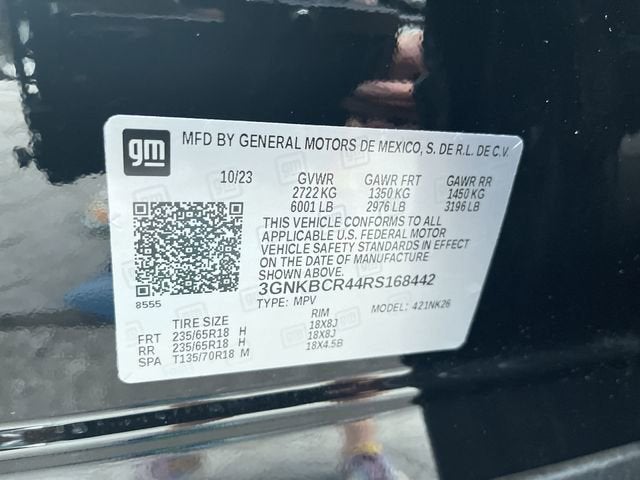 gm
MFD BY GENERAL MOTORS DE MEXICO, S. DE R.L. DE C.V.
10/23 GVWR GAWR FRT GAWR RR
2722 KG 1350 KG 1450 KG
6001 LB 2976 LB 3196 LB
THIS VEHICLE CONFORMS TO ALL
APPLICABLE U.S. FEDERAL MOTOR
VEHICLE SAFETY STANDARDS IN EFFECT
ON THE DATE OF MANUFACTURE
SHOWN ABOVE.
3GNKBCR44RS168442
8555
TYPE: MPV MODEL: 421NK26
TIRE SIZE RIM
FRT 235/65R18 H 18X8J
RR 235/65R18 H 18X8J
SPA T135/70R18 M 18X4.5B